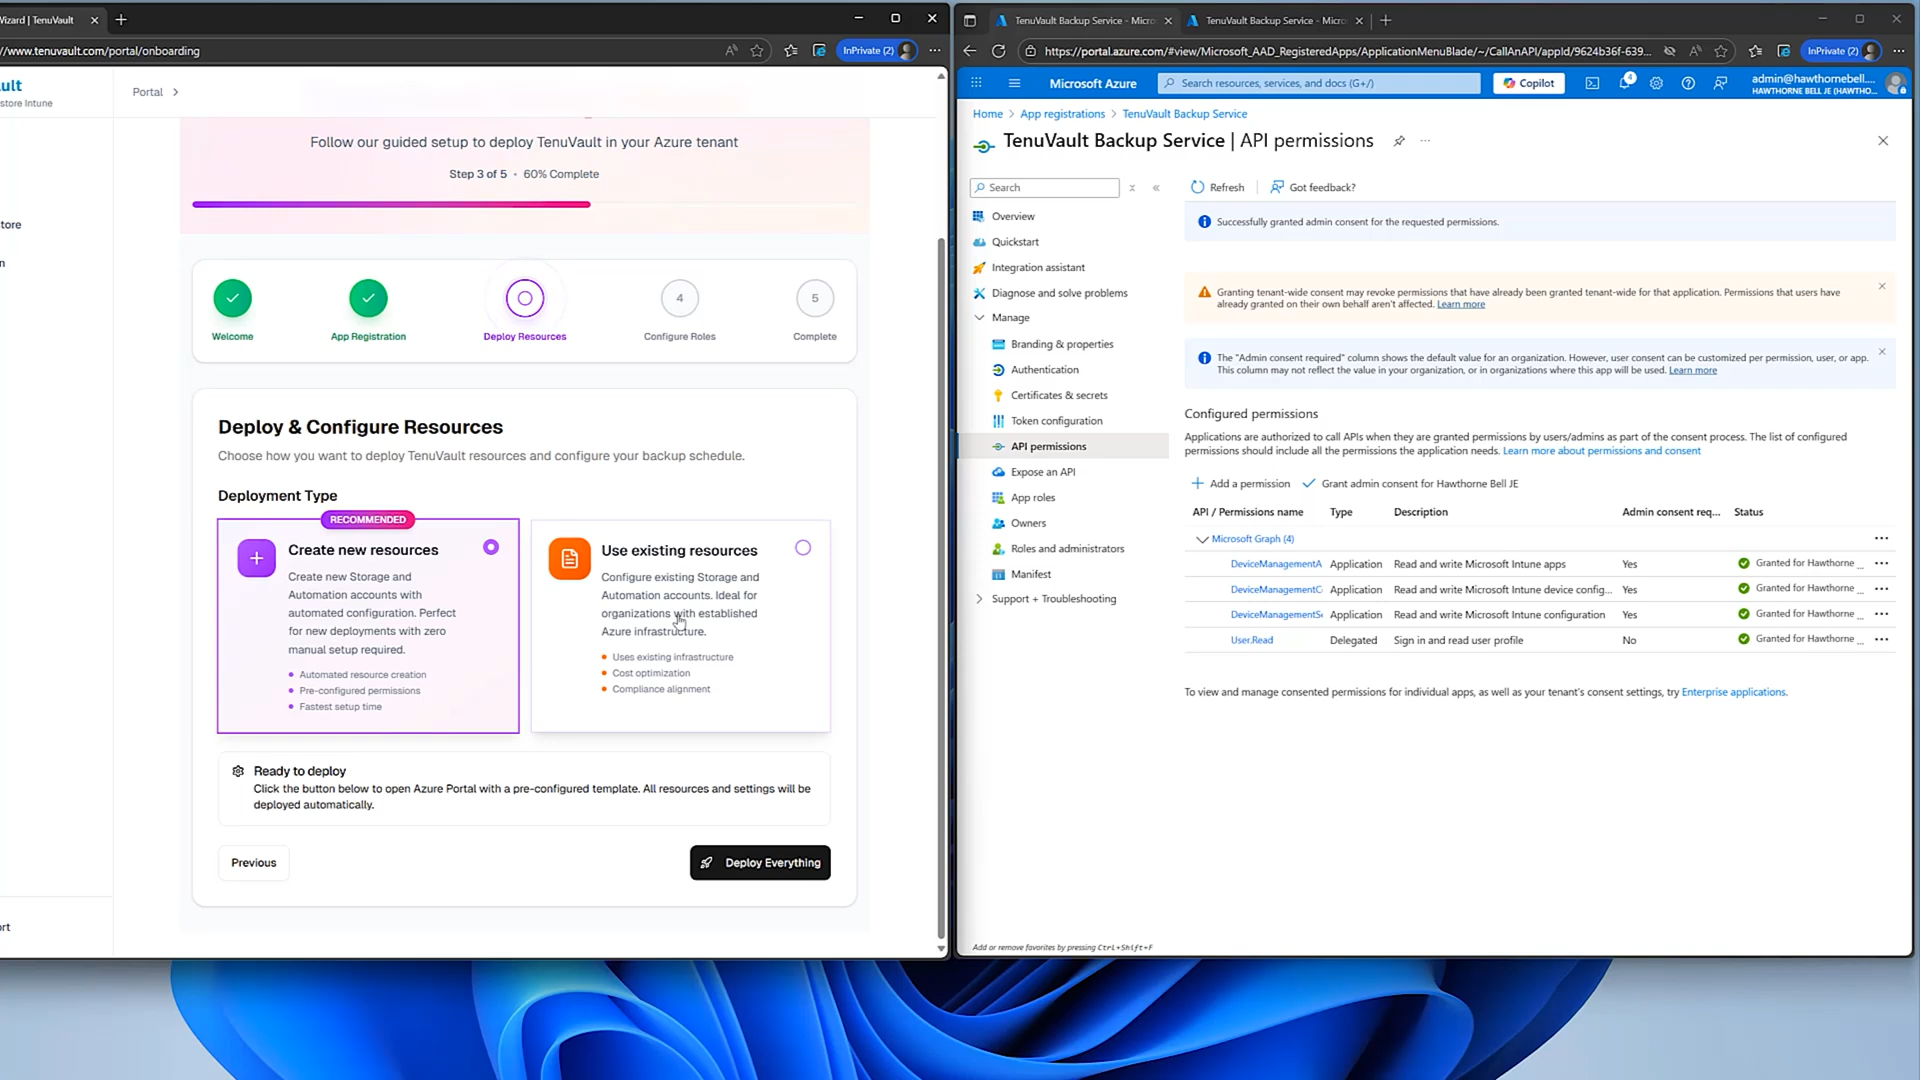 Wizard | TenuVault
//www.tenuvault.com/portal/onboarding
InPrivate (2)
ult
store Intune
tore
n
ort
Portal
Follow our guided setup to deploy TenuVault in your Azure tenant
Step 3 of 5 • 60% Complete
Welcome
App Registration
Deploy Resources
4
Configure Roles
5
Complete
Deploy & Configure Resources
Choose how you want to deploy TenuVault resources and configure your backup schedule.
Deployment Type
RECOMMENDED
Create new resources
Create new Storage and
Automation accounts with
automated configuration. Perfect
for new deployments with zero
manual setup required.
Automated resource creation
Pre-configured permissions
Fastest setup time
Use existing resources
Configure existing Storage and
Automation accounts. Ideal for
organizations with established
Azure infrastructure.
Uses existing infrastructure
Cost optimization
Compliance alignment
Ready to deploy
Click the button below to open Azure Portal with a pre-configured template. All resources and settings will be
deployed automatically.
Previous
Deploy Everything
TenuVault Backup Service - Micro
TenuVault Backup Service - Micro
https://portal.azure.com/#view/Microsoft_AAD_RegisteredApps/ApplicationMenuBlade/~/CallAnAPI/appId/9624b36f-639...
InPrivate (2)
Microsoft Azure
Search resources, services, and docs (G+/)
Copilot
4
admin@hawthornebell....
HAWTHORNE BELL JE (HAWTHO...
Home > App registrations > TenuVault Backup Service
TenuVault Backup Service | API permissions
Search
Refresh
Got feedback?
Overview
Quickstart
Integration assistant
Diagnose and solve problems
Manage
Branding & properties
Authentication
Certificates & secrets
Token configuration
API permissions
Expose an API
App roles
Owners
Roles and administrators
Manifest
Support + Troubleshooting
Successfully granted admin consent for the requested permissions.
Granting tenant-wide consent may revoke permissions that have already been granted tenant-wide for that application. Permissions that users have
already granted on their own behalf aren't affected. Learn more
The "Admin consent required" column shows the default value for an organization. However, user consent can be customized per permission, user, or app.
This column may not reflect the value in your organization, or in organizations where this app will be used. Learn more
Configured permissions
Applications are authorized to call APIs when they are granted permissions by users/admins as part of the consent process. The list of configured
permissions should include all the permissions the application needs. Learn more about permissions and consent
Add a permission
Grant admin consent for Hawthorne Bell JE
API / Permissions name Type Description Admin consent req... Status
Microsoft Graph (4)
DeviceManagementA Application Read and write Microsoft Intune apps Yes Granted for Hawthorne ...
DeviceManagementC Application Read and write Microsoft Intune device config... Yes Granted for Hawthorne ...
DeviceManagementSe Application Read and write Microsoft Intune configuration Yes Granted for Hawthorne ...
User.Read Delegated Sign in and read user profile No Granted for Hawthorne ...
To view and manage consented permissions for individual apps, as well as your tenant's consent settings, try Enterprise applications.
Add or remove favorites by pressing Ctrl+Shift+F